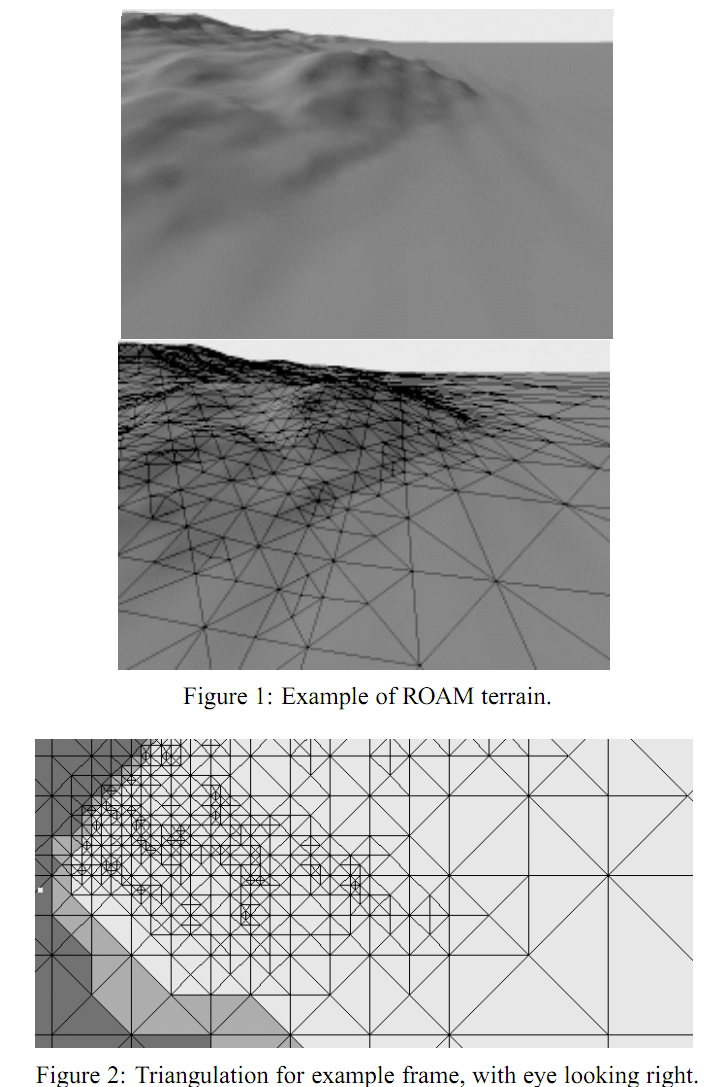 Figure 1: Example of ROAM terrain.
Figure 2: Triangulation for example frame, with eye looking right.